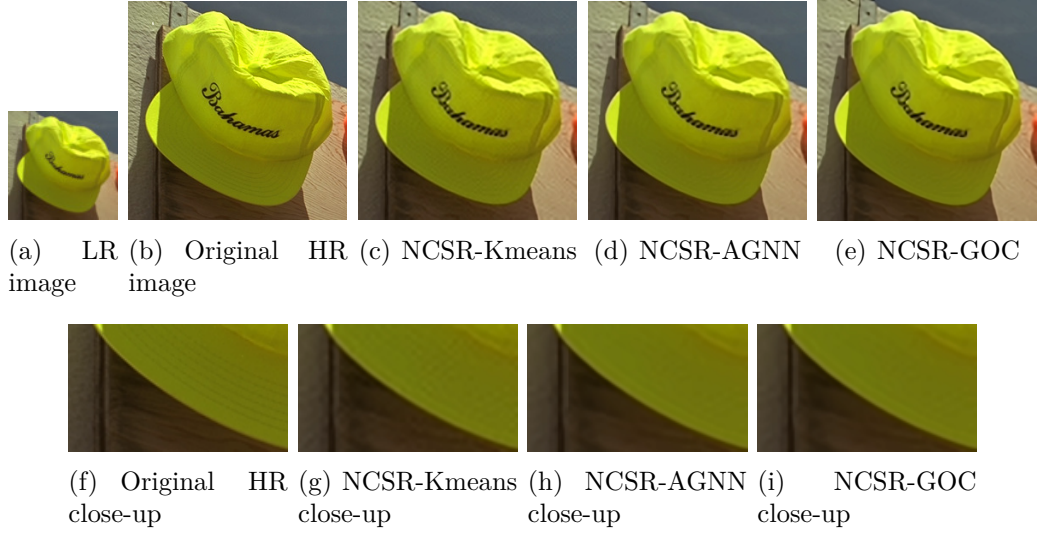 Bahamas
Bahamas
Bahamas
Bahamas
Bahamas
(a) LR
image
(b) Original HR
image
(c) NCSR-Kmeans
(d) NCSR-AGNN
(e) NCSR-GOC
(f) Original HR
close-up
(g) NCSR-Kmeans
close-up
(h) NCSR-AGNN
close-up
(i) NCSR-GOC
close-up